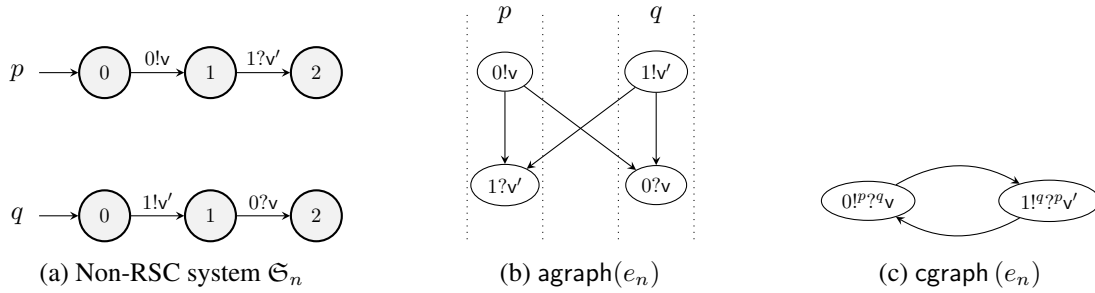 p 0 0!v 1 1?v′ 2
q 0 1!v′ 1 0?v 2
(a) Non-RSC system 𝔖ₙ
p q
0!v 1!v′
1?v′ 0?v
(b) agraph(eₙ)
0!ᵖ?^qv 1!^q?ᵖv′
(c) cgraph (eₙ)